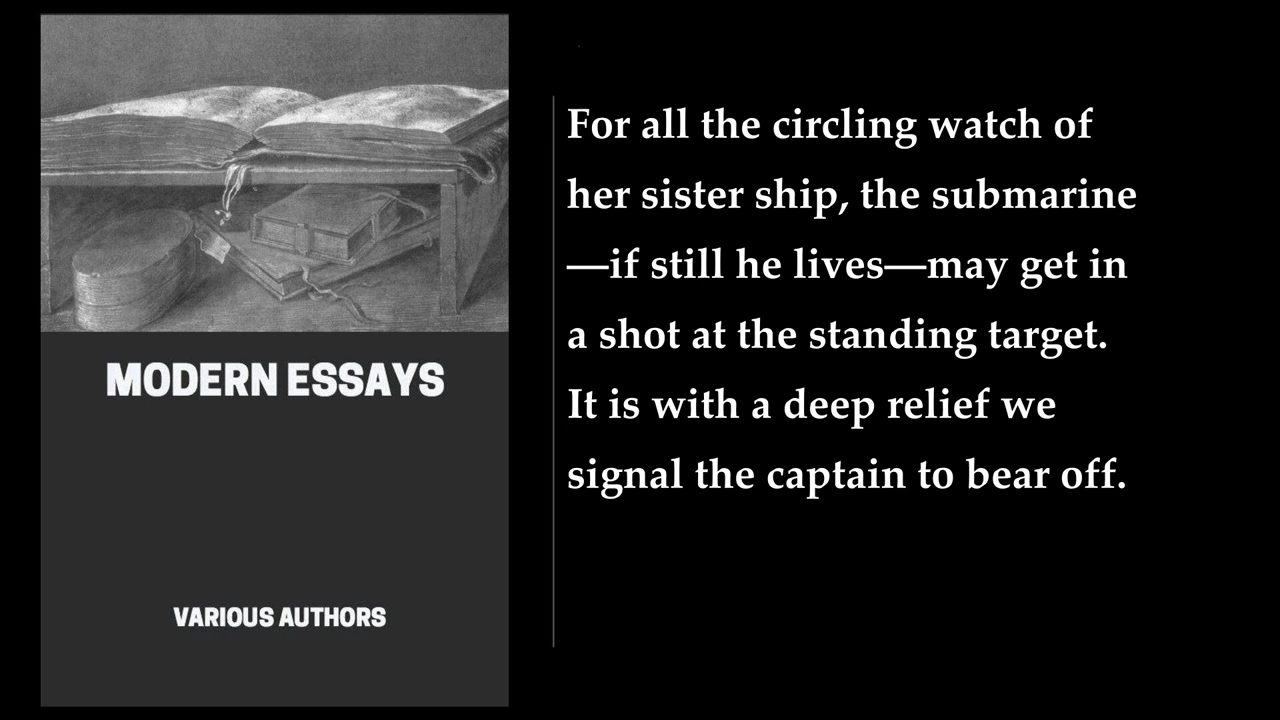 MODERN ESSAYS
VARIOUS AUTHORS
For all the circling watch of
her sister ship, the submarine
—if still he lives—may get in
a shot at the standing target.
It is with a deep relief we
signal the captain to bear off.